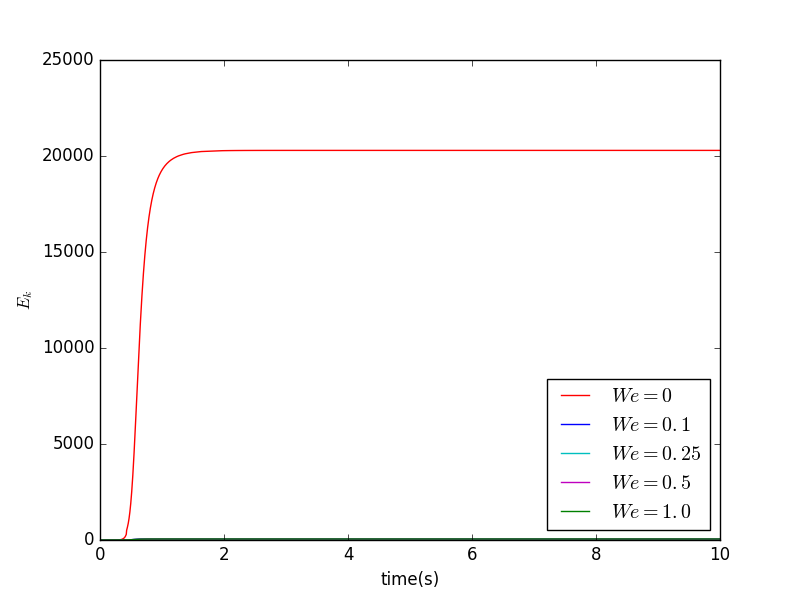 25000
20000
15000
10000
5000
0
E_k
0 2 4 6 8 10
time(s)
We = 0
We = 0.1
We = 0.25
We = 0.5
We = 1.0